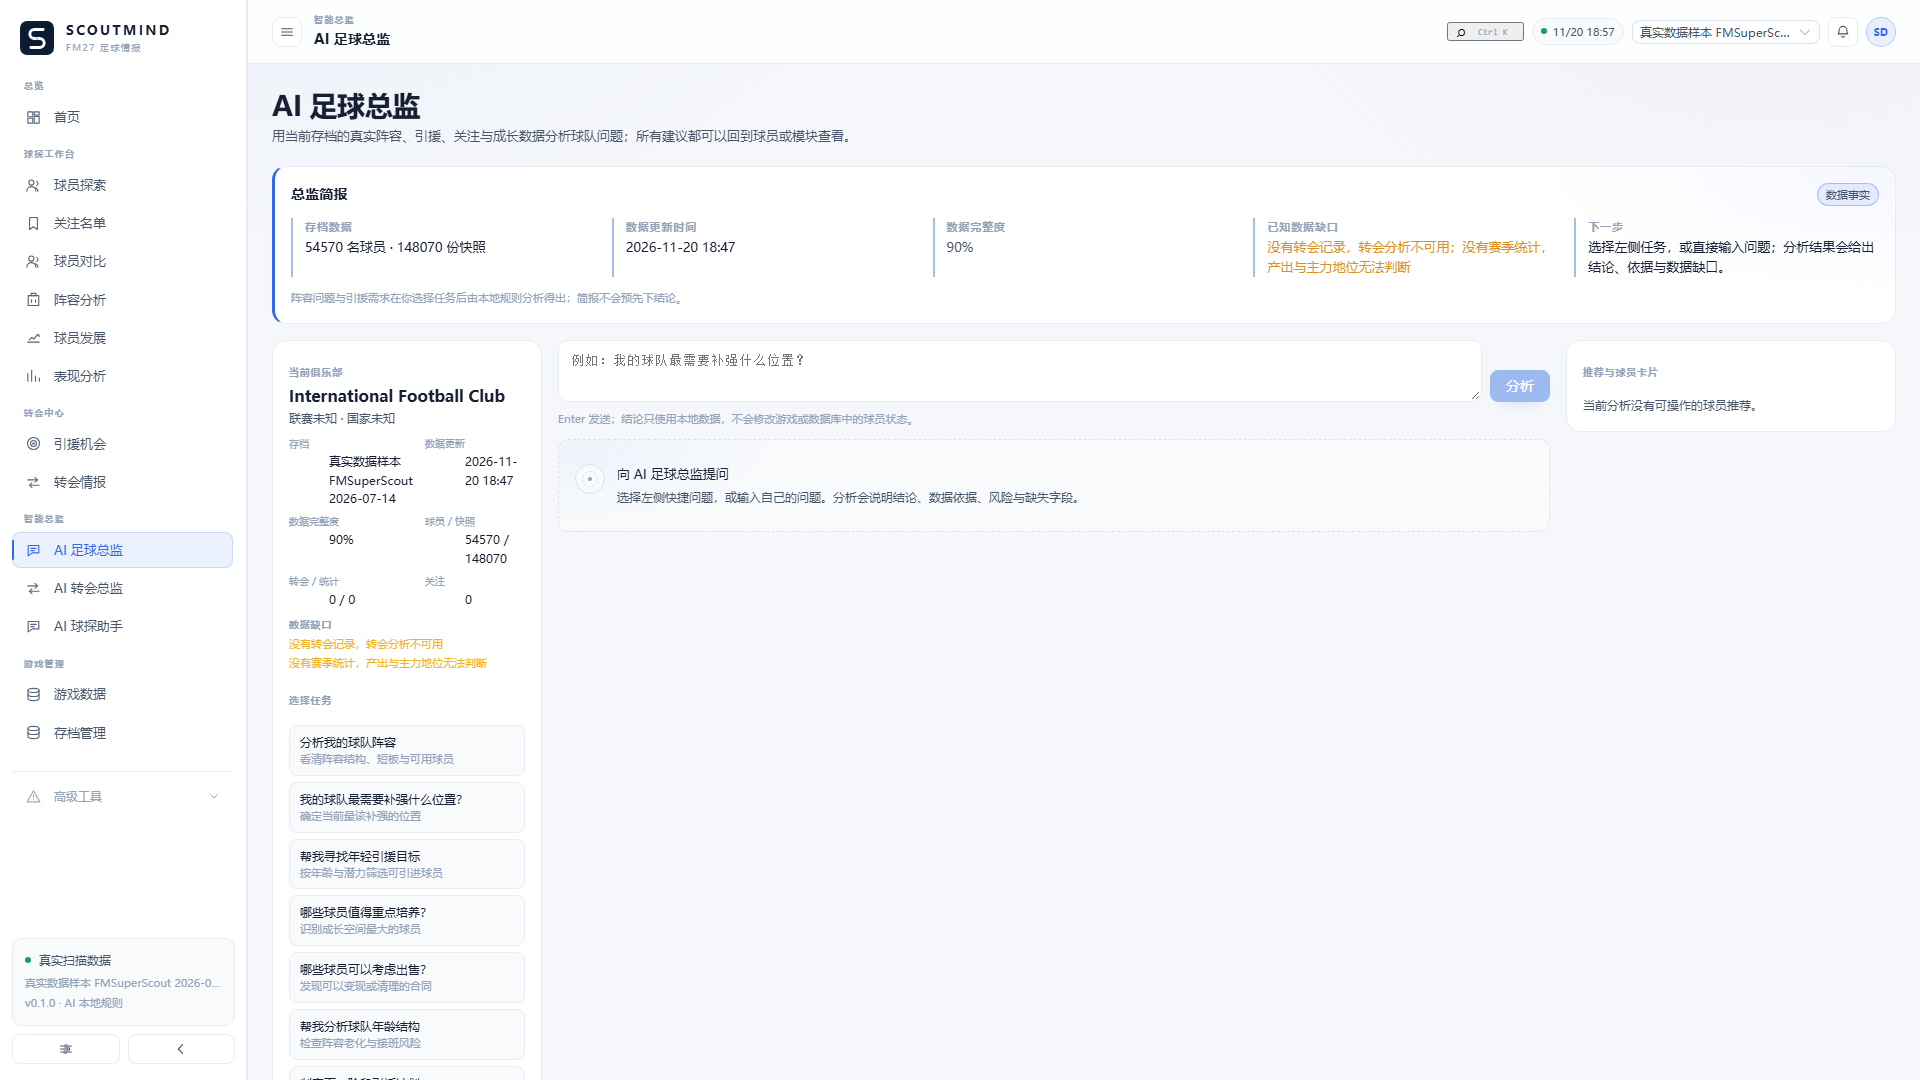 SCOUTMIND
FM27 足球情报
总览
首页
球探工作台
球员探索
关注名单
球员对比
阵容分析
球员发展
表现分析
转会中心
引援机会
转会情报
智能总监
AI 足球总监
AI 转会总监
AI 球探助手
游戏管理
游戏数据
存档管理
高级工具
真实扫描数据
真实数据样本 FMSuperScout 2026-0...
v0.1.0 · AI 本地规则
智能总监
AI 足球总监
Ctrl K
11/20 18:57
真实数据样本 FMSuperSc...
SD
AI 足球总监
用当前存档的真实阵容、引援、关注与成长数据分析球队问题；所有建议都可以回到球员或模块查看。
总监简报
数据事实
存档数据
54570 名球员 · 148070 份快照
数据更新时间
2026-11-20 18:47
数据完整度
90%
已知数据缺口
没有转会记录，转会分析不可用；没有赛季统计，
产出与主力地位无法判断
下一步
选择左侧任务，或直接输入问题；分析结果会给出
结论、依据与数据缺口。
阵容问题与引援需求在你选择任务后由本地规则分析得出；简报不会预先下结论。
当前俱乐部
International Football Club
联赛未知 · 国家未知
存档
真实数据样本
FMSuperScout
2026-07-14
数据更新
2026-11-
20 18:47
数据完整度
90%
球员 / 快照
54570 /
148070
转会 / 统计
0 / 0
关注
0
数据缺口
没有转会记录，转会分析不可用
没有赛季统计，产出与主力地位无法判断
选择任务
分析我的球队阵容
看清阵容结构、短板与可用球员
我的球队最需要补强什么位置？
确定当前最该补强的位置
帮我寻找年轻引援目标
按年龄与潜力筛选可引进球员
哪些球员值得重点培养？
识别成长空间最大的球员
哪些球员可以考虑出售？
发现可以变现或清理的合同
帮我分析球队年龄结构
检查阵容老化与接班风险
例如：我的球队最需要补强什么位置？
分析
Enter 发送；结论只使用本地数据，不会修改游戏或数据库中的球员状态。
向 AI 足球总监提问
选择左侧快捷问题，或输入自己的问题。分析会说明结论、数据依据、风险与缺失字段。
推荐与球员卡片
当前分析没有可操作的球员推荐。